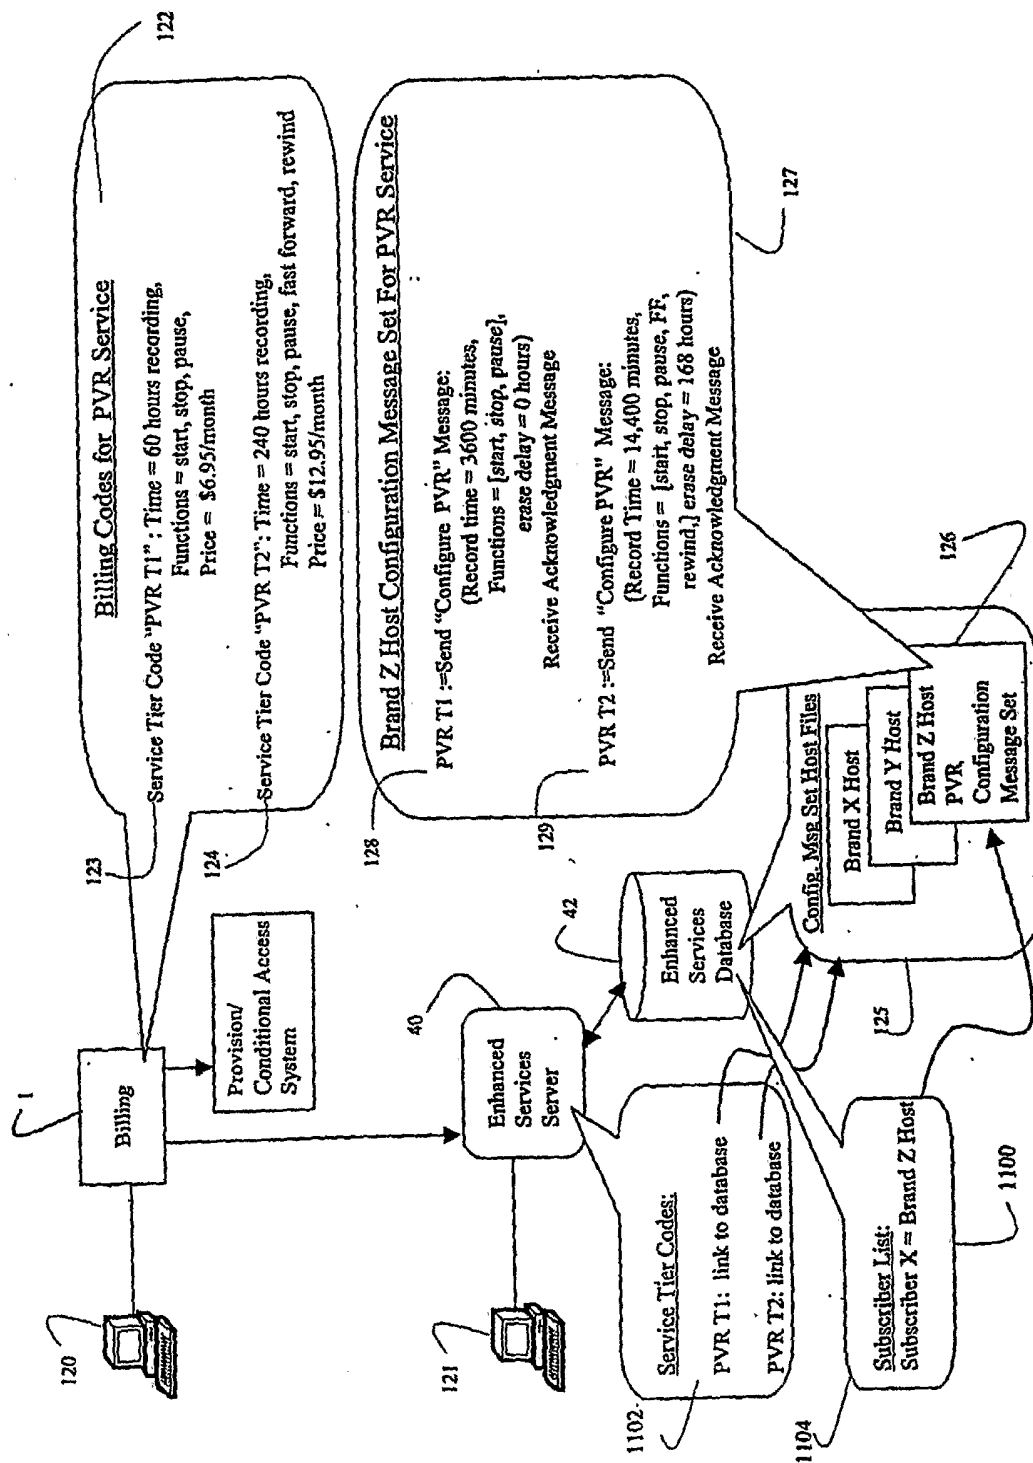 122
Billing Codes for PVR Service
123
Service Tier Code "PVR T1" : Time = 60 hours recording,
Functions = start, stop, pause,
Price = $6.95/month
124
Service Tier Code "PVR T2": Time = 240 hours recording,
Functions = start, stop, pause, fast forward, rewind
Price = $12.95/month
1
Billing
Provision/
Conditional Access
System
120
Brand Z Host Configuration Message Set For PVR Service
128
PVR T1 :=Send "Configure PVR" Message:
(Record time = 3600 minutes,
Functions = [start, stop, pause],
erase delay = 0 hours)
Receive Acknowledgment Message
129
PVR T2 :=Send "Configure PVR" Message:
(Record Time = 14,400 minutes,
Functions = [start, stop, pause, FF,
rewind,] erase delay = 168 hours)
Receive Acknowledgment Message
127
40
Enhanced
Services
Server
121
42
Enhanced
Services
Database
Config. Msg Set Host Files
Brand X Host
Brand Y Host
Brand Z Host
PVR
Configuration
Message Set
126
125
Service Tier Codes:
PVR T1: link to database
PVR T2: link to database
1102
Subscriber List:
Subscriber X = Brand Z Host
1104
1100